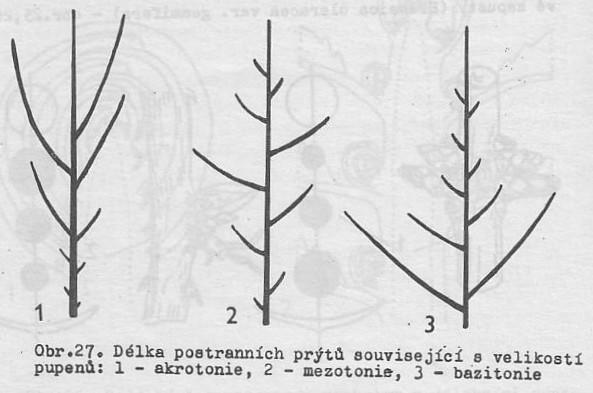 1
2
3
Obr.27. Délka postranních prýtů související s velikostí
pupenů: 1 - akrotonie, 2 - mezotonie, 3 - bazitonie